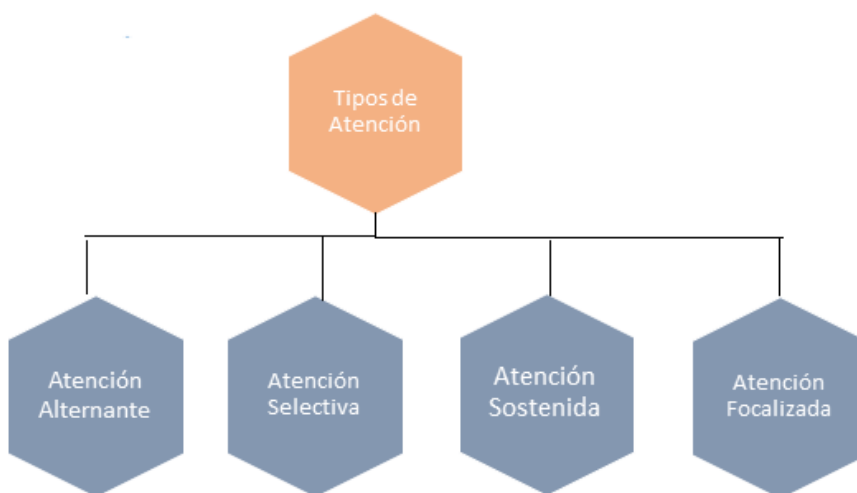 Tipos de
Atención
Atención
Alternante
Atención
Selectiva
Atención
Sostenida
Atención
Focalizada